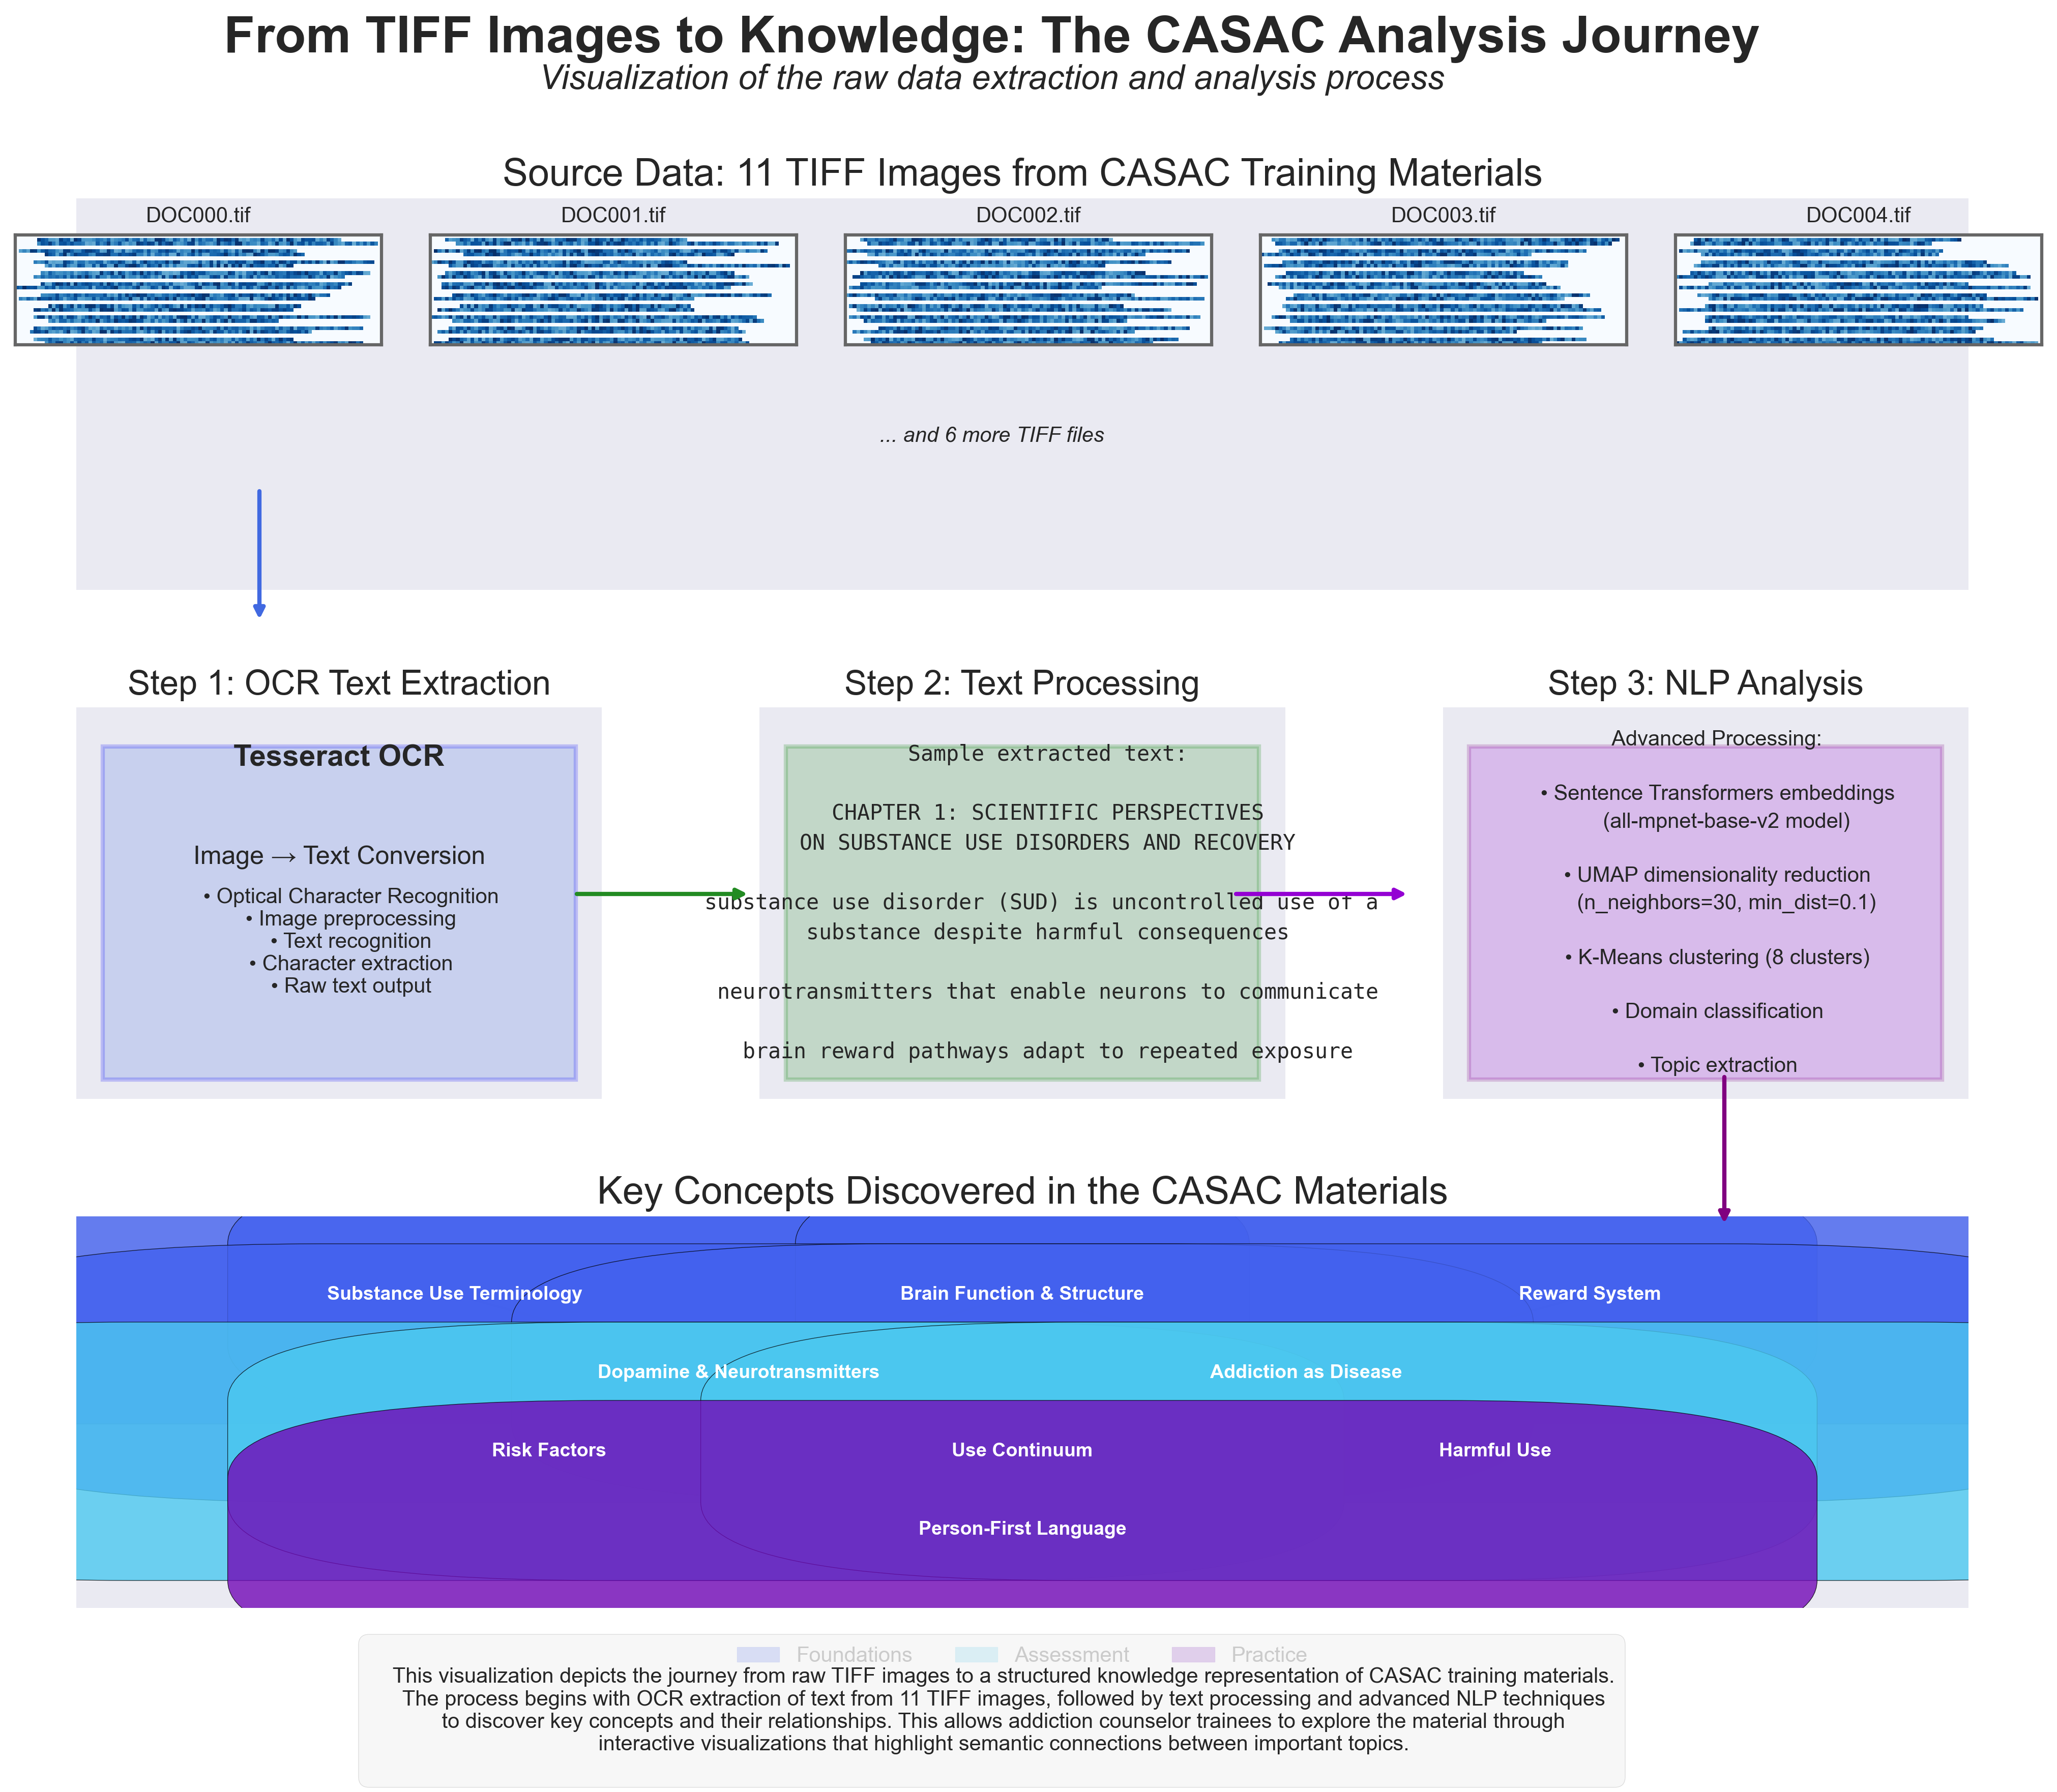 From TIFF Images to Knowledge: The CASAC Analysis Journey
Visualization of the raw data extraction and analysis process
Source Data: 11 TIFF Images from CASAC Training Materials
DOC000.tif
DOC001.tif
DOC002.tif
DOC003.tif
DOC004.tif
... and 6 more TIFF files
Step 1: OCR Text Extraction
Tesseract OCR
Image → Text Conversion
• Optical Character Recognition
• Image preprocessing
• Text recognition
• Character extraction
• Raw text output
Step 2: Text Processing
Sample extracted text:
CHAPTER 1: SCIENTIFIC PERSPECTIVES
ON SUBSTANCE USE DISORDERS AND RECOVERY
substance use disorder (SUD) is uncontrolled use of a
substance despite harmful consequences
neurotransmitters that enable neurons to communicate
brain reward pathways adapt to repeated exposure
Step 3: NLP Analysis
Advanced Processing:
• Sentence Transformers embeddings
(all-mpnet-base-v2 model)
• UMAP dimensionality reduction
(n_neighbors=30, min_dist=0.1)
• K-Means clustering (8 clusters)
• Domain classification
• Topic extraction
Key Concepts Discovered in the CASAC Materials
Substance Use Terminology
Brain Function & Structure
Reward System
Dopamine & Neurotransmitters
Addiction as Disease
Risk Factors
Use Continuum
Harmful Use
Person-First Language
Foundations
Assessment
Practice
This visualization depicts the journey from raw TIFF images to a structured knowledge representation of CASAC training materials.
The process begins with OCR extraction of text from 11 TIFF images, followed by text processing and advanced NLP techniques
to discover key concepts and their relationships. This allows addiction counselor trainees to explore the material through
interactive visualizations that highlight semantic connections between important topics.